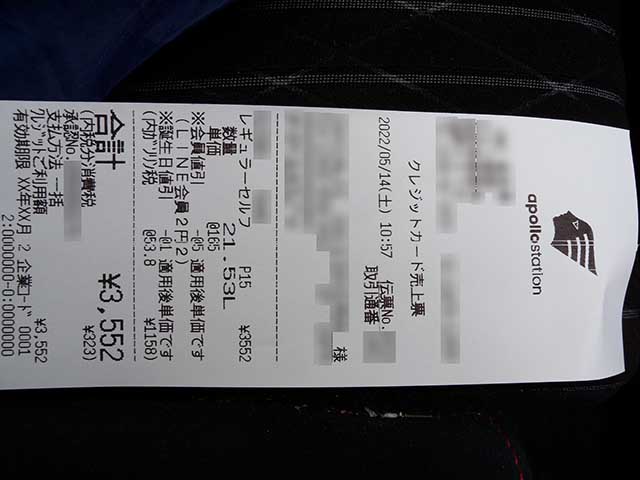 apollostation
クレジットカード売上票
2022/05/14(土) 10:57
伝票No.
取引通番
様
レギュラーセルフ P15 ¥3552
数量 21.53L
単価 @165
※会員値引 -@5 適用後単価です
(LINE会員2円2
※誕生日値引 -@1 適用後単価です
(内ガソリン税 @53.8 ¥1158)
合計 ¥3,552
(内税分消費税 ¥323)
承認No.
支払方法 一括
クレジットご利用額 ¥3,552
有効期限 XX年XX月 2 企業コード 0001
2:0000000-0:0000000